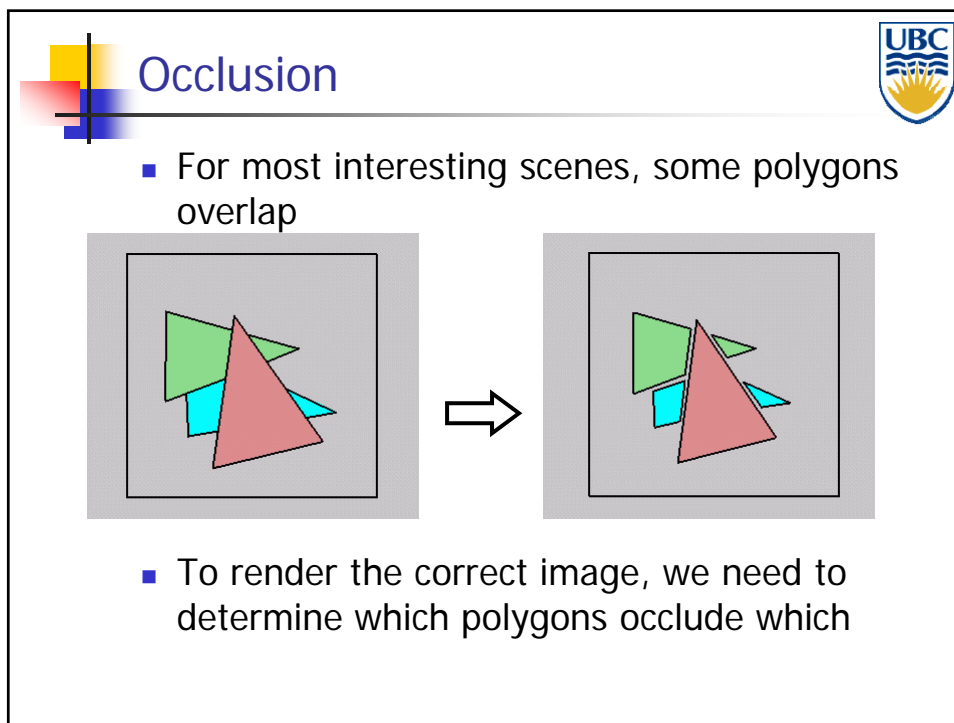 UBC
Occlusion
▪ For most interesting scenes, some polygons
overlap
▪ To render the correct image, we need to
determine which polygons occlude which